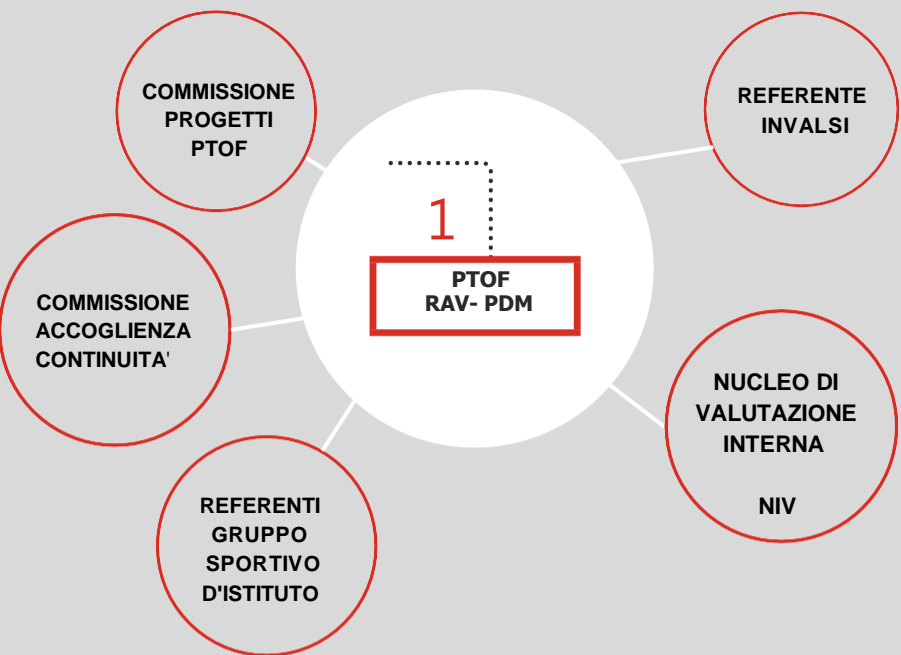 COMMISSIONE
PROGETTI
PTOF
REFERENTE
INVALSI
1
PTOF
RAV- PDM
COMMISSIONE
ACCOGLIENZA
CONTINUITA'
NUCLEO DI
VALUTAZIONE
INTERNA
NIV
REFERENTI
GRUPPO
SPORTIVO
D'ISTITUTO